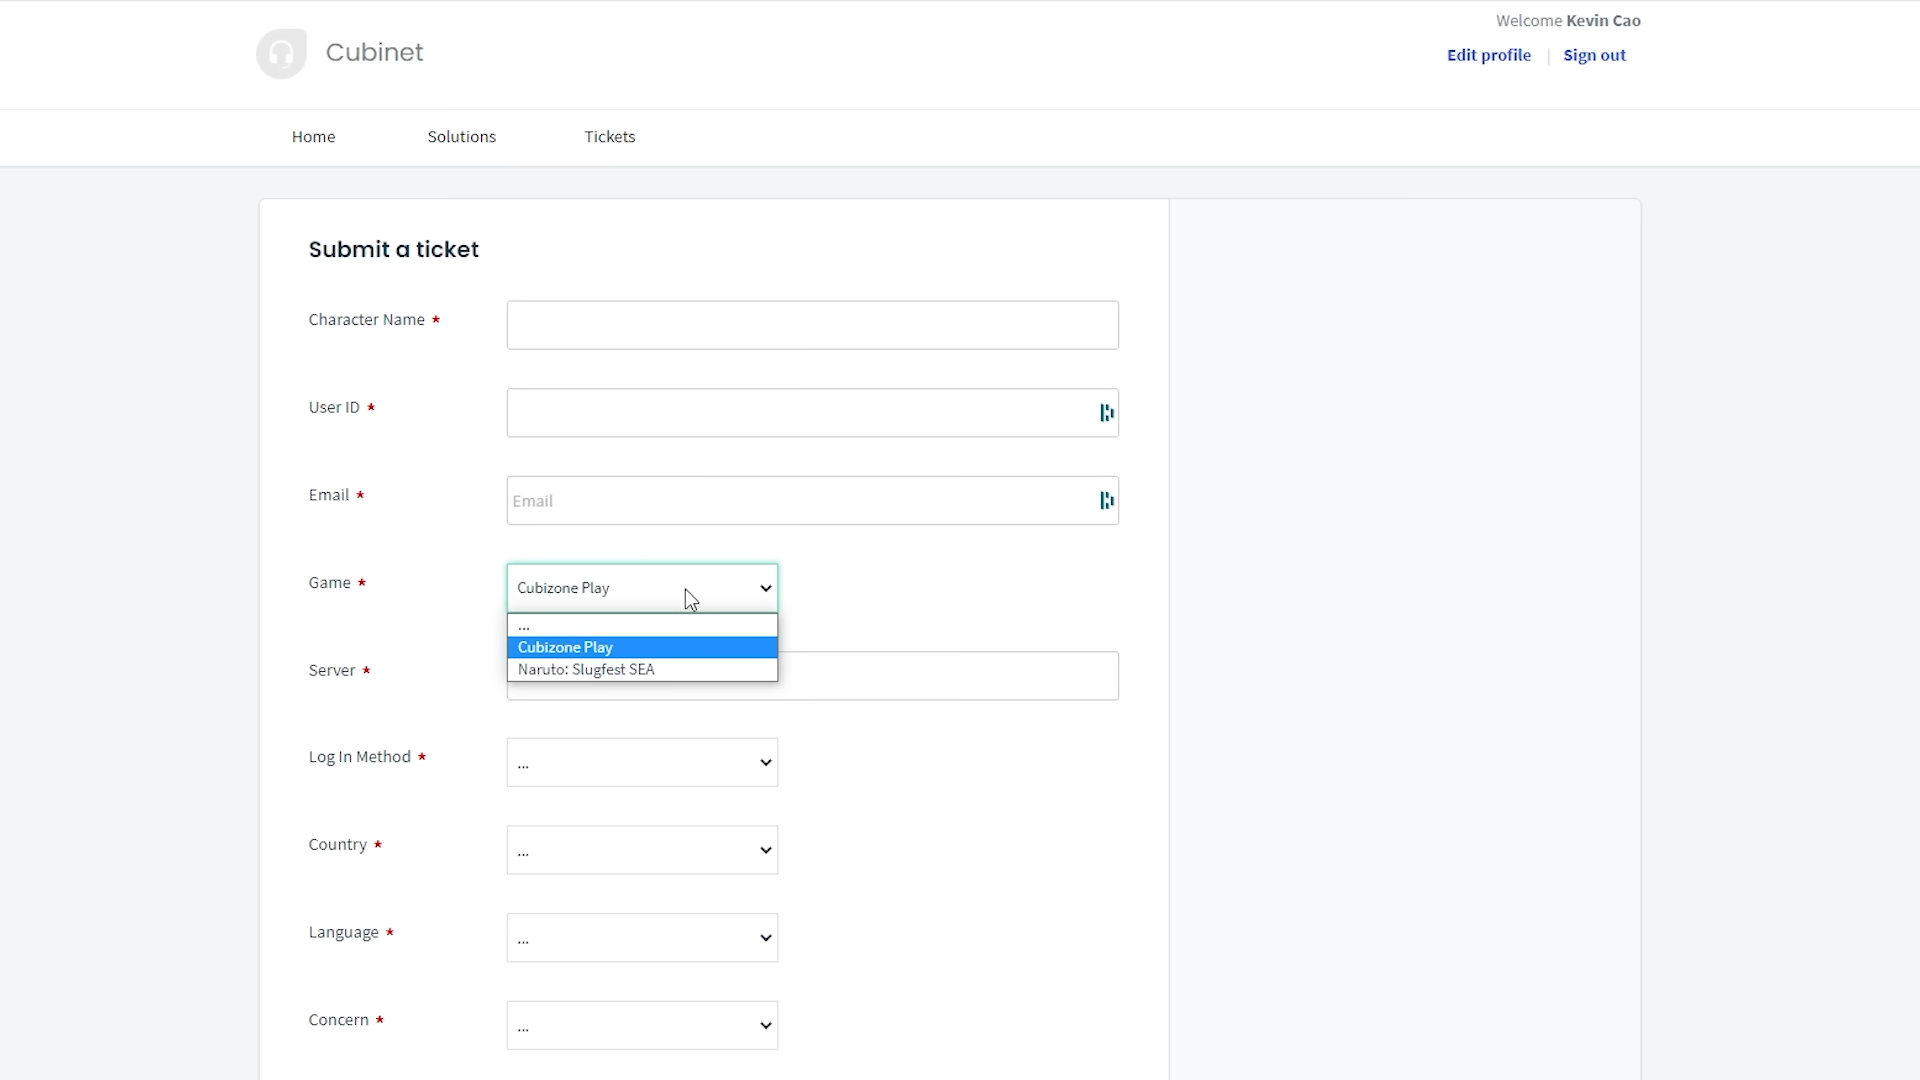 Welcome Kevin Cao
Cubinet
Edit profile | Sign out
Home Solutions Tickets
Submit a ticket
Character Name *
User ID *
Email * Email
Game * Cubizone Play
...
Cubizone Play
Naruto: Slugfest SEA
Server *
Log In Method * ...
Country * ...
Language * ...
Concern * ...